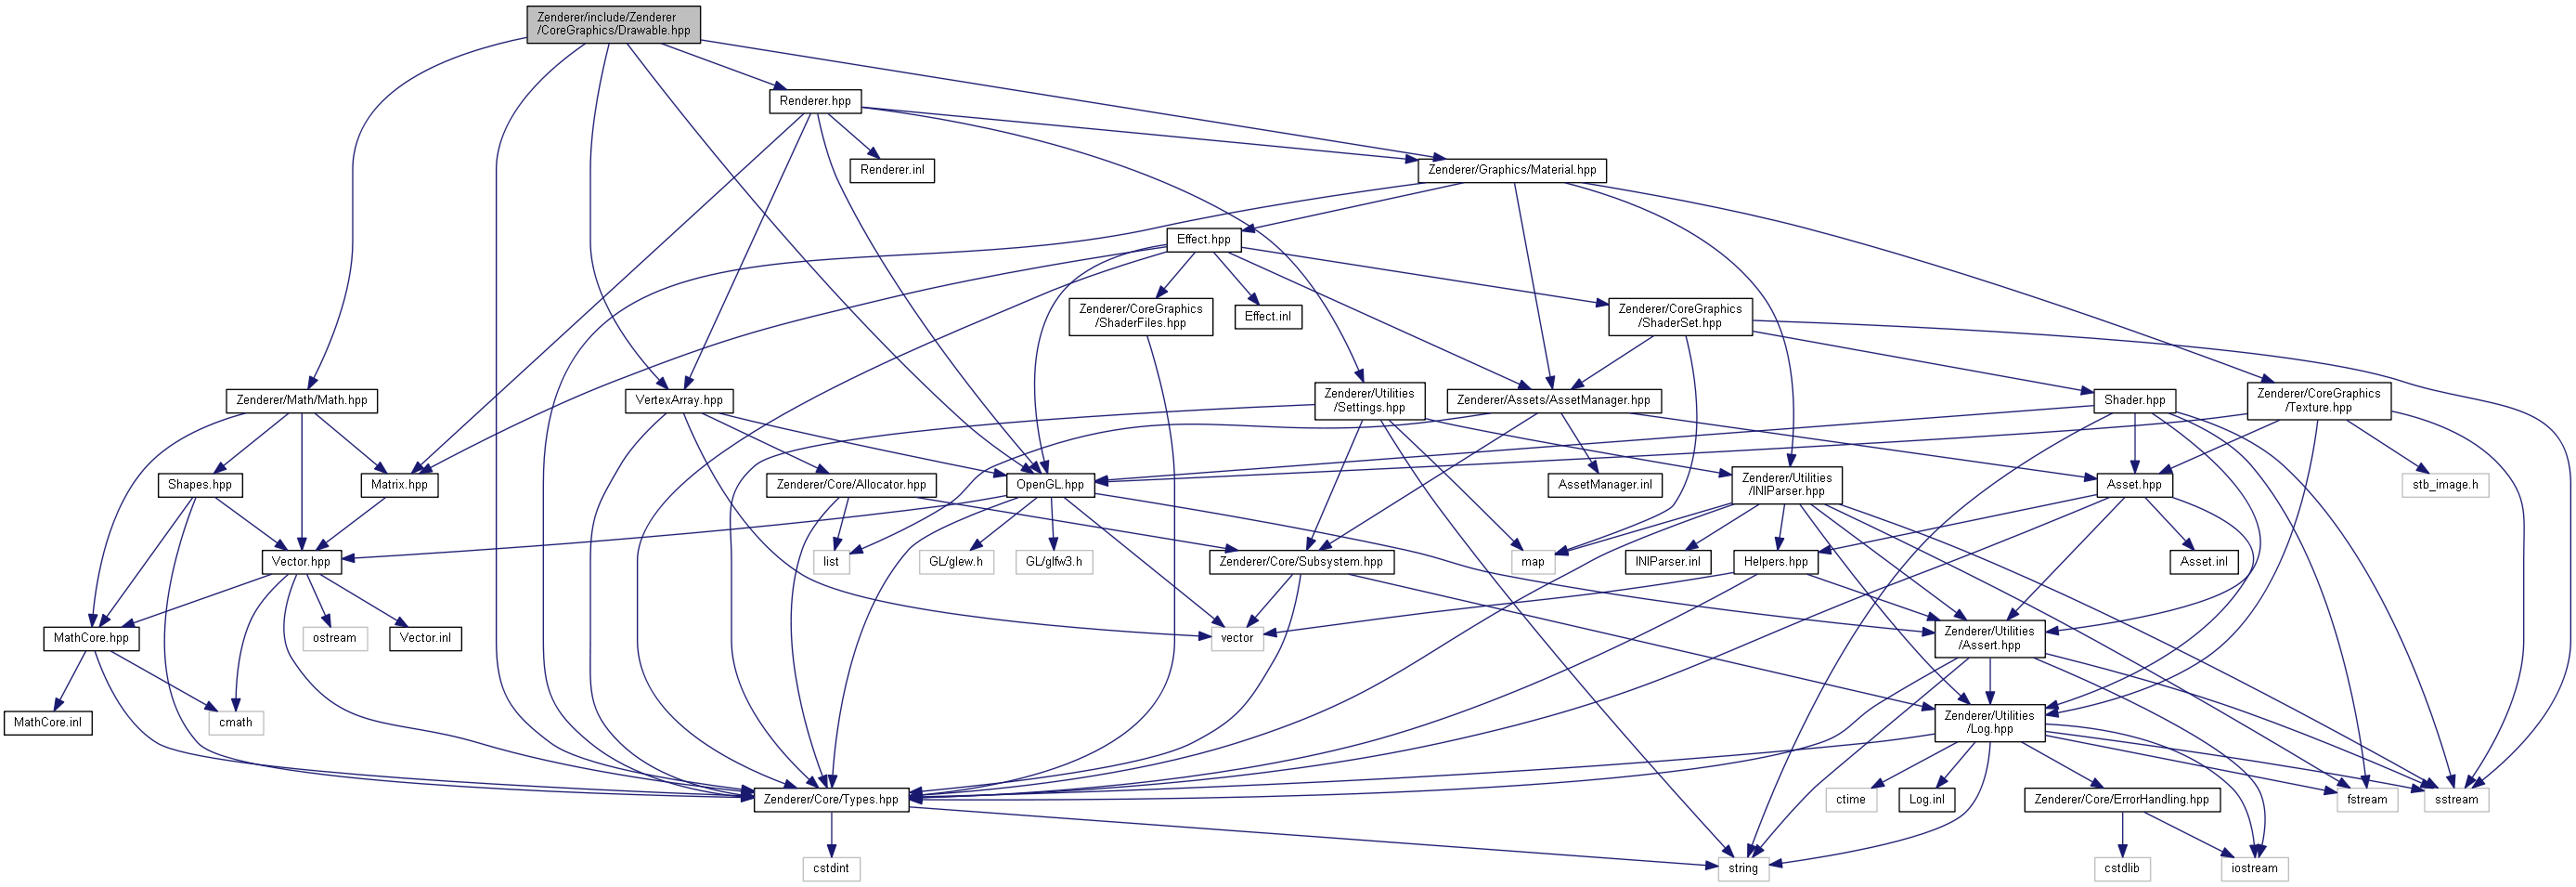 Zenderer/include/Zenderer
/CoreGraphics/Drawable.hpp
Renderer.hpp
Renderer.inl
Zenderer/Graphics/Material.hpp
Effect.hpp
Zenderer/CoreGraphics
/ShaderFiles.hpp
Effect.inl
Zenderer/CoreGraphics
/ShaderSet.hpp
Zenderer/Math/Math.hpp
VertexArray.hpp
Zenderer/Utilities
/Settings.hpp
Zenderer/Assets/AssetManager.hpp
Shader.hpp
Zenderer/CoreGraphics
/Texture.hpp
Shapes.hpp
Matrix.hpp
Zenderer/Core/Allocator.hpp
OpenGL.hpp
AssetManager.inl
Zenderer/Utilities
/INIParser.hpp
Asset.hpp
stb_image.h
Vector.hpp
list
GL/glew.h
GL/glfw3.h
Zenderer/Core/Subsystem.hpp
map
INIParser.inl
Helpers.hpp
Asset.inl
MathCore.hpp
ostream
Vector.inl
vector
Zenderer/Utilities
/Assert.hpp
MathCore.inl
cmath
Zenderer/Utilities
/Log.hpp
Zenderer/Core/Types.hpp
ctime
Log.inl
Zenderer/Core/ErrorHandling.hpp
fstream
sstream
cstdint
string
cstdlib
iostream